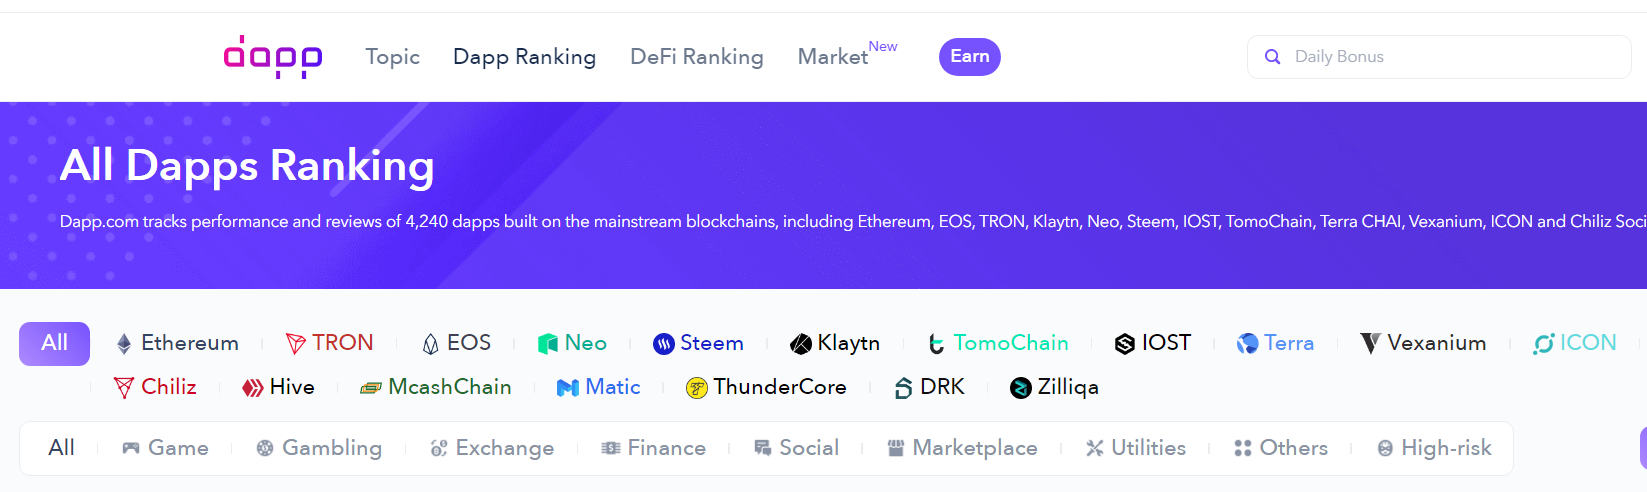 dapp Topic Dapp Ranking DeFi Ranking Market New Earn Daily Bonus
All Dapps Ranking
Dapp.com tracks performance and reviews of 4,240 dapps built on the mainstream blockchains, including Ethereum, EOS, TRON, Klaytn, Neo, Steem, IOST, TomoChain, Terra CHAI, Vexanium, ICON and Chiliz Soci
All Ethereum TRON EOS Neo Steem Klaytn TomoChain IOST Terra Vexanium ICON
Chiliz Hive McashChain Matic ThunderCore DRK Zilliqa
All Game Gambling Exchange Finance Social Marketplace Utilities Others High-risk